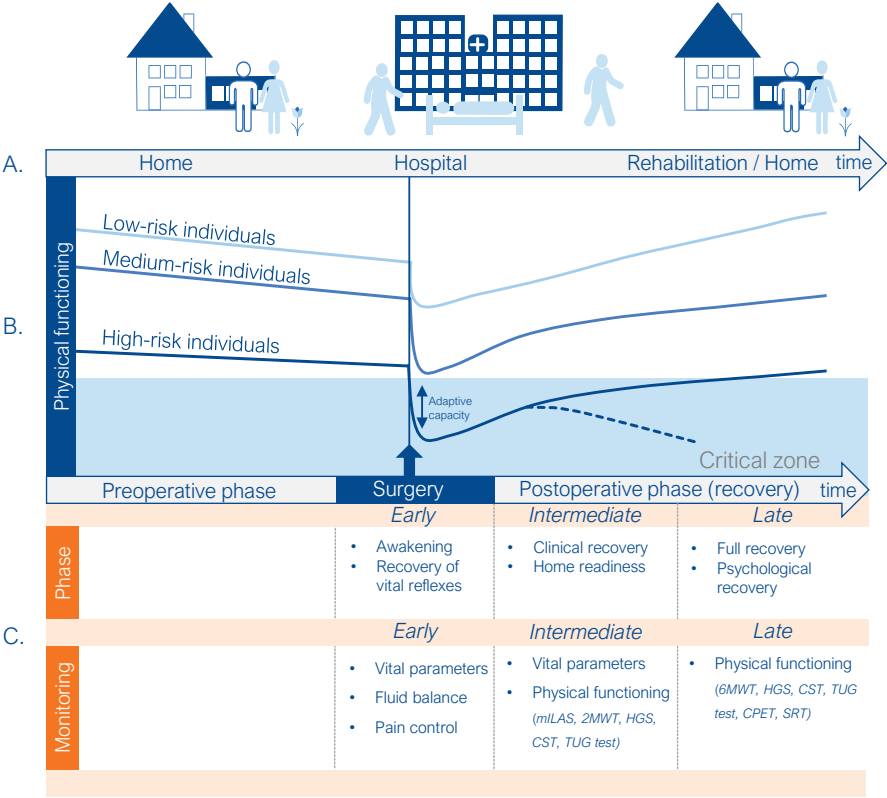 A.
Home
Hospital
Rehabilitation / Home
time
B.
Physical functioning
Low-risk individuals
Medium-risk individuals
High-risk individuals
Adaptive
capacity
Critical zone
Preoperative phase
Surgery
Postoperative phase (recovery)
time
C.
Phase
Early
• Awakening
• Recovery of
vital reflexes
Intermediate
• Clinical recovery
• Home readiness
Late
• Full recovery
• Psychological
recovery
Monitoring
Early
• Vital parameters
• Fluid balance
• Pain control
Intermediate
• Vital parameters
• Physical functioning
(mILAS, 2MWT, HGS,
CST, TUG test)
Late
• Physical functioning
(6MWT, HGS, CST, TUG
test, CPET, SRT)